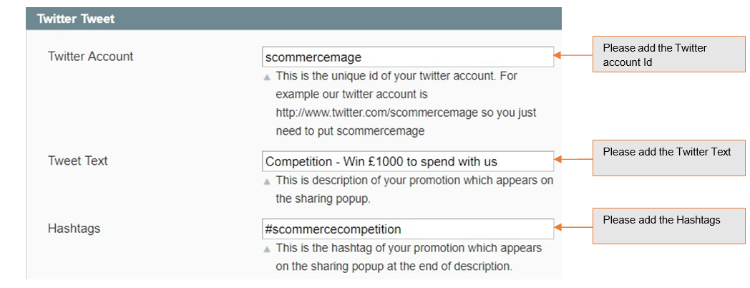 Twitter Tweet
Twitter Account
scommercemage
This is the unique id of your twitter account. For
example our twitter account is
http://www.twitter.com/scommercemage so you just
need to put scommercemage
Please add the Twitter
account Id
Tweet Text
Competition - Win £1000 to spend with us
This is description of your promotion which appears on
the sharing popup.
Please add the Twitter Text
Hashtags
#scommercecompetition
This is the hashtag of your promotion which appears
on the sharing popup at the end of description.
Please add the Hashtags